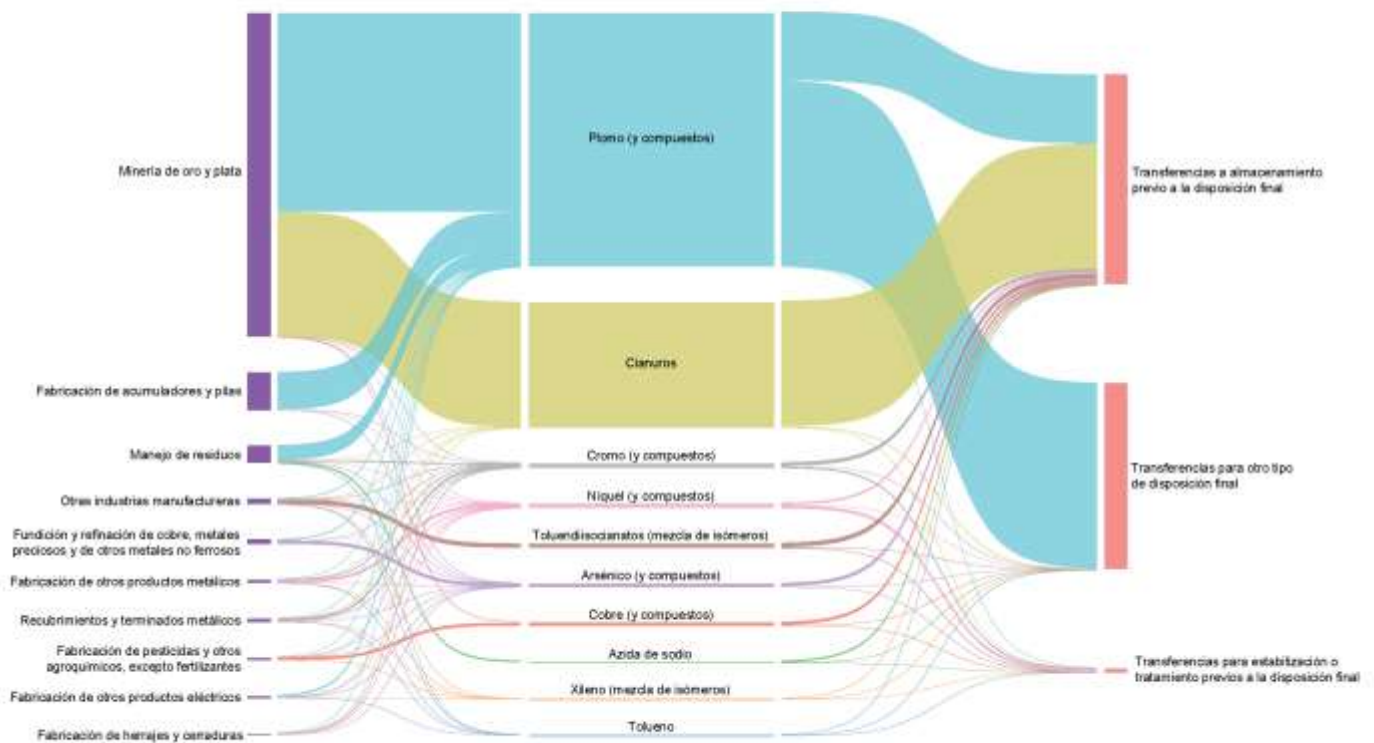 Minería de oro y plata
Fabricación de acumuladores y pilas
Manejo de residuos
Otras industrias manufactureras
Fundición y refinación de cobre, metales
preciosos y de otros metales no ferrosos
Fabricación de otros productos metálicos
Recubrimientos y terminados metálicos
Fabricación de pesticidas y otros
agroquímicos, excepto fertilizantes
Fabricación de otros productos eléctricos
Fabricación de herrajes y cerraduras
Plomo (y compuestos)
Cianuros
Cromo (y compuestos)
Níquel (y compuestos)
Toluendiisocianatos (mezcla de isómeros)
Arsénico (y compuestos)
Cobre (y compuestos)
Azida de sodio
Xileno (mezcla de isómeros)
Tolueno
Transferencias a almacenamiento
previo a la disposición final
Transferencias para otro tipo
de disposición final
Transferencias para estabilización o
tratamiento previos a la disposición final